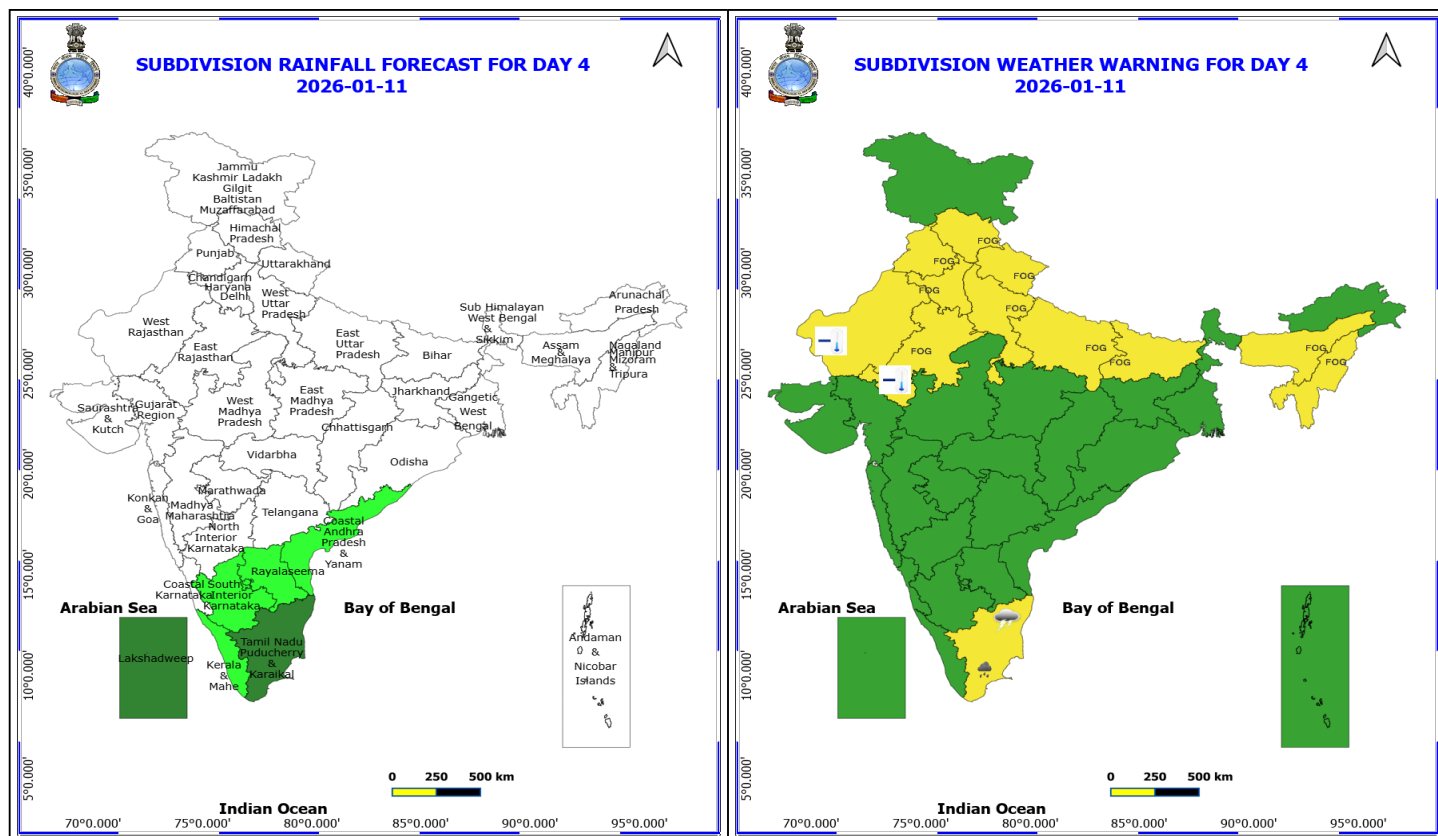 SUBDIVISION RAINFALL FORECAST FOR DAY 4
2026-01-11
40°0.000'
35°0.000'
30°0.000'
25°0.000'
20°0.000'
15°0.000'
10°0.000'
5°0.000'
Jammu
Kashmir Ladakh
Gilgit
Baltistan
Muzaffarabad
Himachal
Pradesh
Punjab
Uttarakhand
Chandigarh
Haryana
Delhi
West
Uttar
Pradesh
West
Rajasthan
East
Rajasthan
East
Uttar
Pradesh
Bihar
Sub Himalayan
West Bengal
&
Sikkim
Arunachal
Pradesh
Assam
&
Meghalaya
Nagaland
Manipur
Mizoram
&
Tripura
Saurashtra
&
Kutch
Gujarat
Region
West
Madhya
Pradesh
East
Madhya
Pradesh
Jharkhand
Gangetic
West
Bengal
Chhattisgarh
Vidarbha
Odisha
Konkan
&
Goa
Madhya
Maharashtra
Marathwada
Telangana
North
Interior
Karnataka
Coastal
Andhra
Pradesh
&
Yanam
Rayalaseema
Coastal
Karnataka
South
Interior
Karnataka
Arabian Sea
Bay of Bengal
Lakshadweep
Kerala
&
Mahe
Tamil Nadu
Puducherry
&
Karaikal
Andaman
&
Nicobar
Islands
0 250 500 km
Indian Ocean
70°0.000' 75°0.000' 80°0.000' 85°0.000' 90°0.000' 95°0.000'
SUBDIVISION WEATHER WARNING FOR DAY 4
2026-01-11
40°0.000'
35°0.000'
30°0.000'
25°0.000'
20°0.000'
15°0.000'
10°0.000'
5°0.000'
FOG
FOG
FOG
FOG
FOG
FOG
FOG
FOG
FOG
FOG
Arabian Sea
Bay of Bengal
0 250 500 km
Indian Ocean
70°0.000' 75°0.000' 80°0.000' 85°0.000' 90°0.000' 95°0.000'